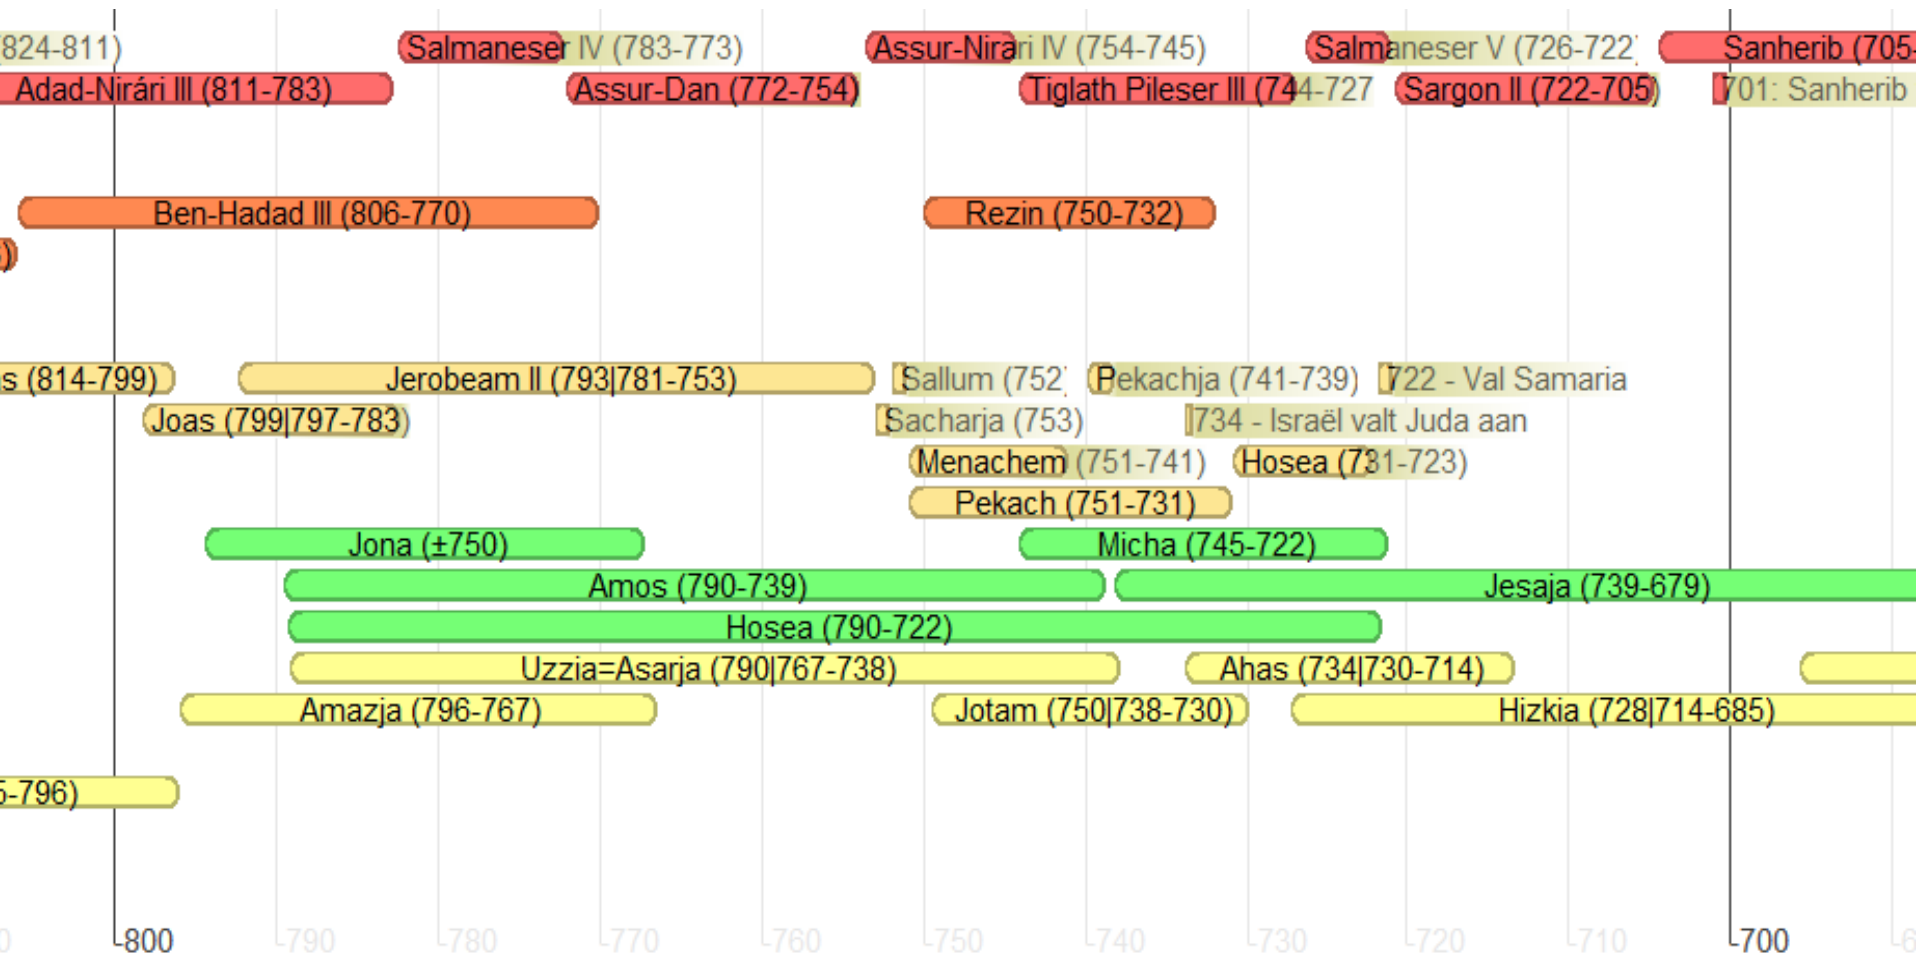 824-811)
Salmaneser IV (783-773)
Assur-Nirari IV (754-745)
Salmaneser V (726-722)
Sanherib (705-
Adad-Nirári III (811-783)
Assur-Dan (772-754)
Tiglath Pileser III (744-727
Sargon II (722-705)
701: Sanherib
Ben-Hadad III (806-770)
Rezin (750-732)
)
s (814-799)
Jerobeam II (793|781-753)
Sallum (752)
Pekachja (741-739)
722 - Val Samaria
Joas (799|797-783)
Sacharja (753)
734 - Israël valt Juda aan
Menachem (751-741)
Hosea (731-723)
Pekach (751-731)
Jona (±750)
Micha (745-722)
Amos (790-739)
Jesaja (739-679)
Hosea (790-722)
Uzzia=Asarja (790|767-738)
Ahas (734|730-714)
Amazja (796-767)
Jotam (750|738-730)
Hizkia (728|714-685)
-796)
0
-800
-790
-780
-770
-760
-750
-740
-730
-720
-710
-700
-6